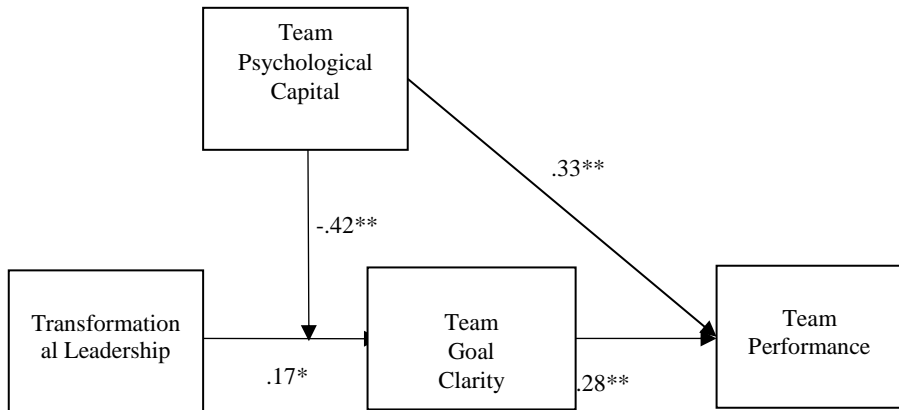 Team
Psychological
Capital
.33**
-.42**
Transformation
al Leadership
.17*
Team
Goal
Clarity
.28**
Team
Performance